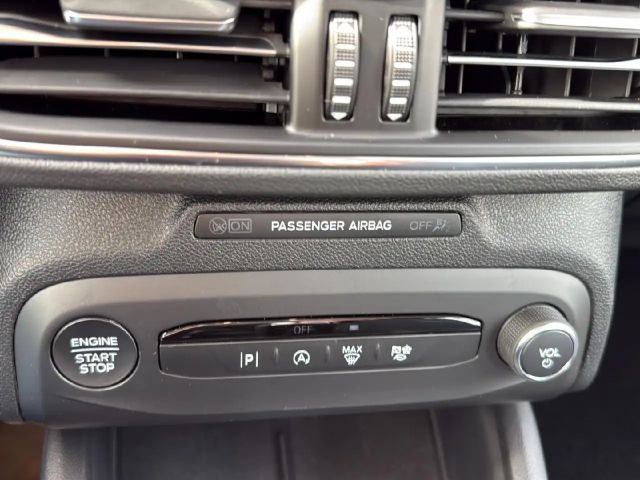 ON PASSENGER AIRBAG OFF
OFF
ENGINE
START
STOP
P
A
MAX
VOL